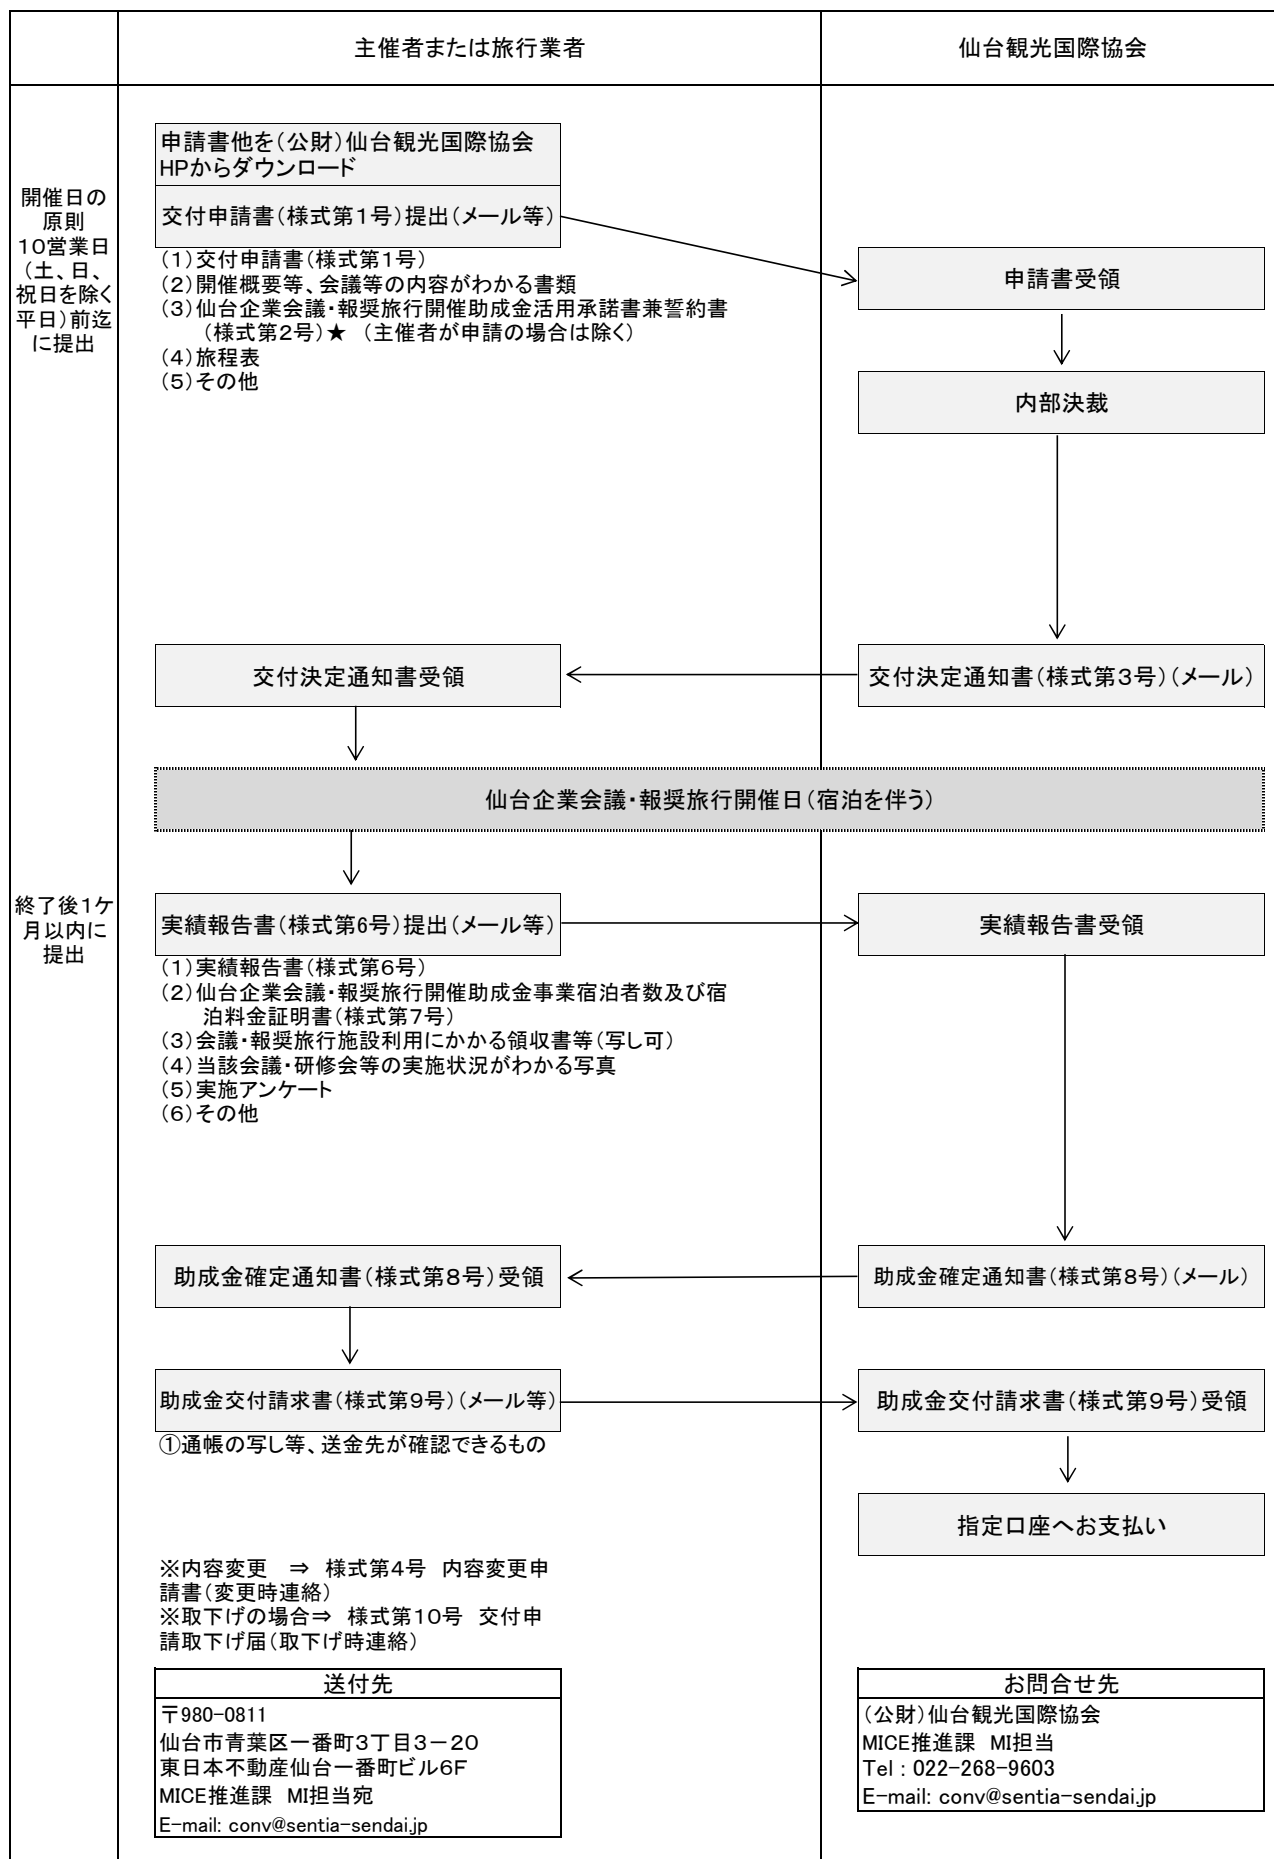 主催者または旅行業者
仙台観光国際協会
開催日の
原則
10営業日
(土、日、
祝日を除く
平日)前迄
に提出
申請書他を(公財)仙台観光国際協会
HPからダウンロード
交付申請書(様式第1号)提出(メール等)
(1)交付申請書(様式第1号)
(2)開催概要等、会議等の内容がわかる書類
(3)仙台企業会議・報奨旅行開催助成金活用承諾書兼誓約書
(様式第2号)★ (主催者が申請の場合は除く)
(4)旅程表
(5)その他
申請書受領
内部決裁
交付決定通知書受領
交付決定通知書(様式第3号)(メール)
仙台企業会議・報奨旅行開催日(宿泊を伴う)
終了後1ケ
月以内に
提出
実績報告書(様式第6号)提出(メール等)
実績報告書受領
(1)実績報告書(様式第6号)
(2)仙台企業会議・報奨旅行開催助成金事業宿泊者数及び宿
泊料金証明書(様式第7号)
(3)会議・報奨旅行施設利用にかかる領収書等(写し可)
(4)当該会議・研修会等の実施状況がわかる写真
(5)実施アンケート
(6)その他
助成金確定通知書(様式第8号)受領
助成金確定通知書(様式第8号)(メール)
助成金交付請求書(様式第9号)(メール等)
助成金交付請求書(様式第9号)受領
①通帳の写し等、送金先が確認できるもの
指定口座へお支払い
※内容変更 ⇒ 様式第4号 内容変更申
請書(変更時連絡)
※取下げの場合⇒ 様式第10号 交付申
請取下げ届(取下げ時連絡)
送付先
〒980-0811
仙台市青葉区一番町3丁目3-20
東日本不動産仙台一番町ビル6F
MICE推進課 MI担当宛
E-mail: conv@sentia-sendai.jp
お問合せ先
(公財)仙台観光国際協会
MICE推進課 MI担当
Tel : 022-268-9603
E-mail: conv@sentia-sendai.jp